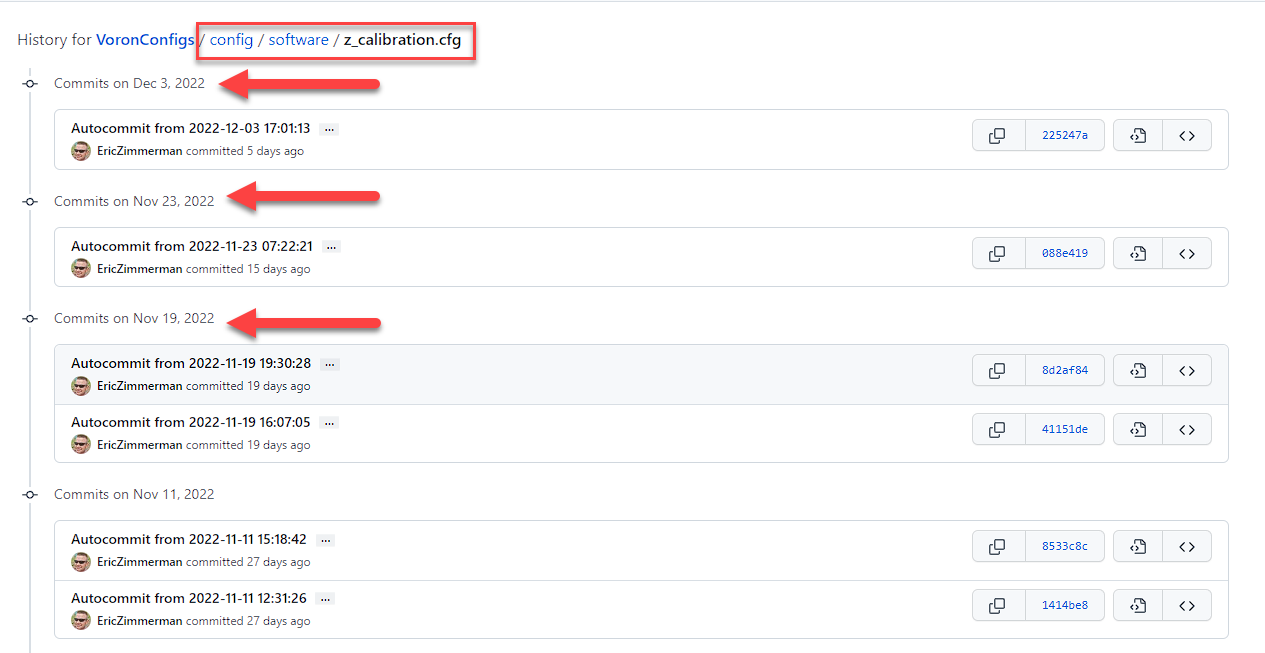 History for VoronConfigs / config / software / z_calibration.cfg
Commits on Dec 3, 2022
Autocommit from 2022-12-03 17:01:13 ...
EricZimmerman committed 5 days ago
225247a
Commits on Nov 23, 2022
Autocommit from 2022-11-23 07:22:21 ...
EricZimmerman committed 15 days ago
088e419
Commits on Nov 19, 2022
Autocommit from 2022-11-19 19:30:28 ...
EricZimmerman committed 19 days ago
8d2af84
Autocommit from 2022-11-19 16:07:05 ...
EricZimmerman committed 19 days ago
41151de
Commits on Nov 11, 2022
Autocommit from 2022-11-11 15:18:42 ...
EricZimmerman committed 27 days ago
8533c8c
Autocommit from 2022-11-11 12:31:26 ...
EricZimmerman committed 27 days ago
1414be8